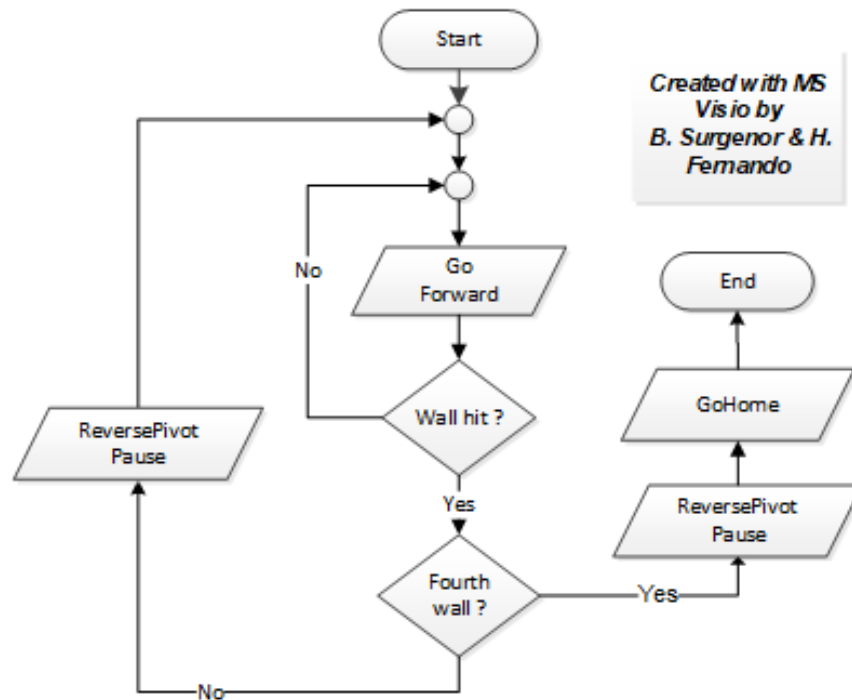 Start
Created with MS
Visio by
B. Surgenor & H.
Fernando
No
Go
Forward
End
Wall hit ?
GoHome
ReversePivot
Pause
Yes
ReversePivot
Pause
Fourth
wall ?
Yes
No